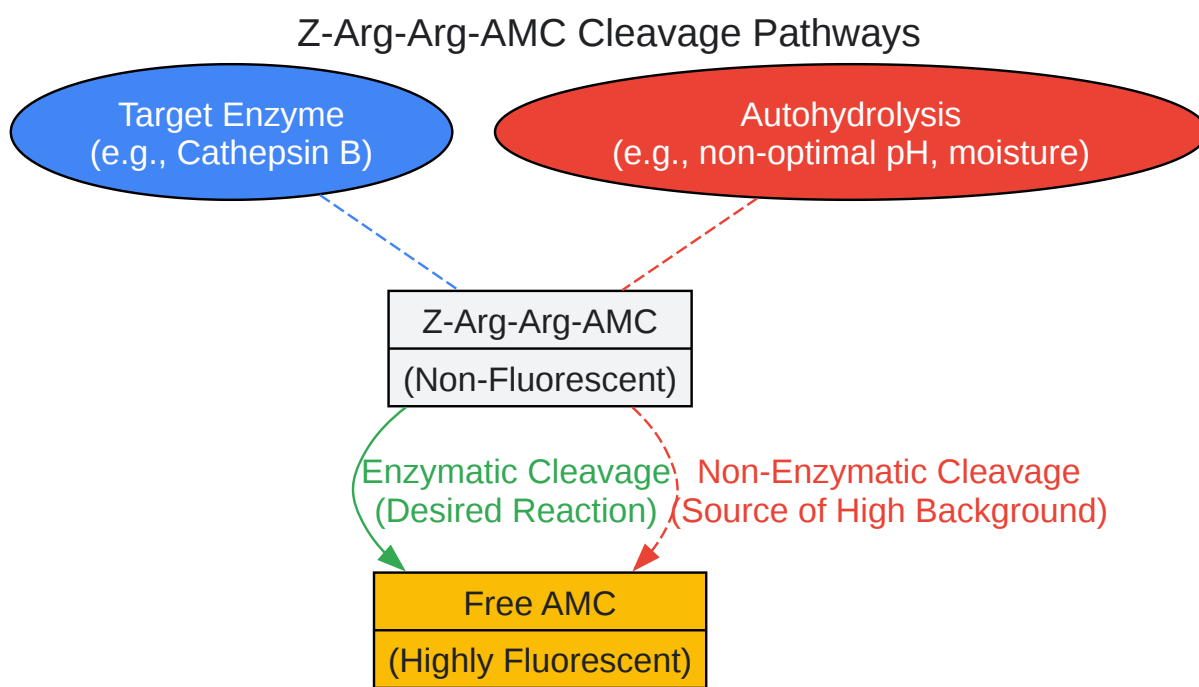 Z-Arg-Arg-AMC Cleavage Pathways
Target Enzyme
(e.g., Cathepsin B)
Autohydrolysis
(e.g., non-optimal pH, moisture)
Z-Arg-Arg-AMC
(Non-Fluorescent)
Enzymatic Cleavage
(Desired Reaction)
Non-Enzymatic Cleavage
(Source of High Background)
Free AMC
(Highly Fluorescent)